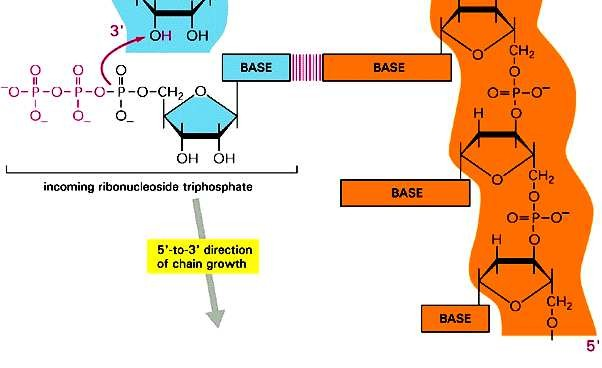 OH OH
3'
CH₂
BASE BASE
O O O
⁻O–P–O–P–O–P–O–CH₂ O
O₋ O₋ O₋
OH OH
O
O
O=P–O⁻
O
H
incoming ribonucleoside triphosphate
BASE
O
CH₂
O
O=P–O⁻
O
5'-to-3' direction
of chain growth
H
O
CH₂
BASE
O
5'